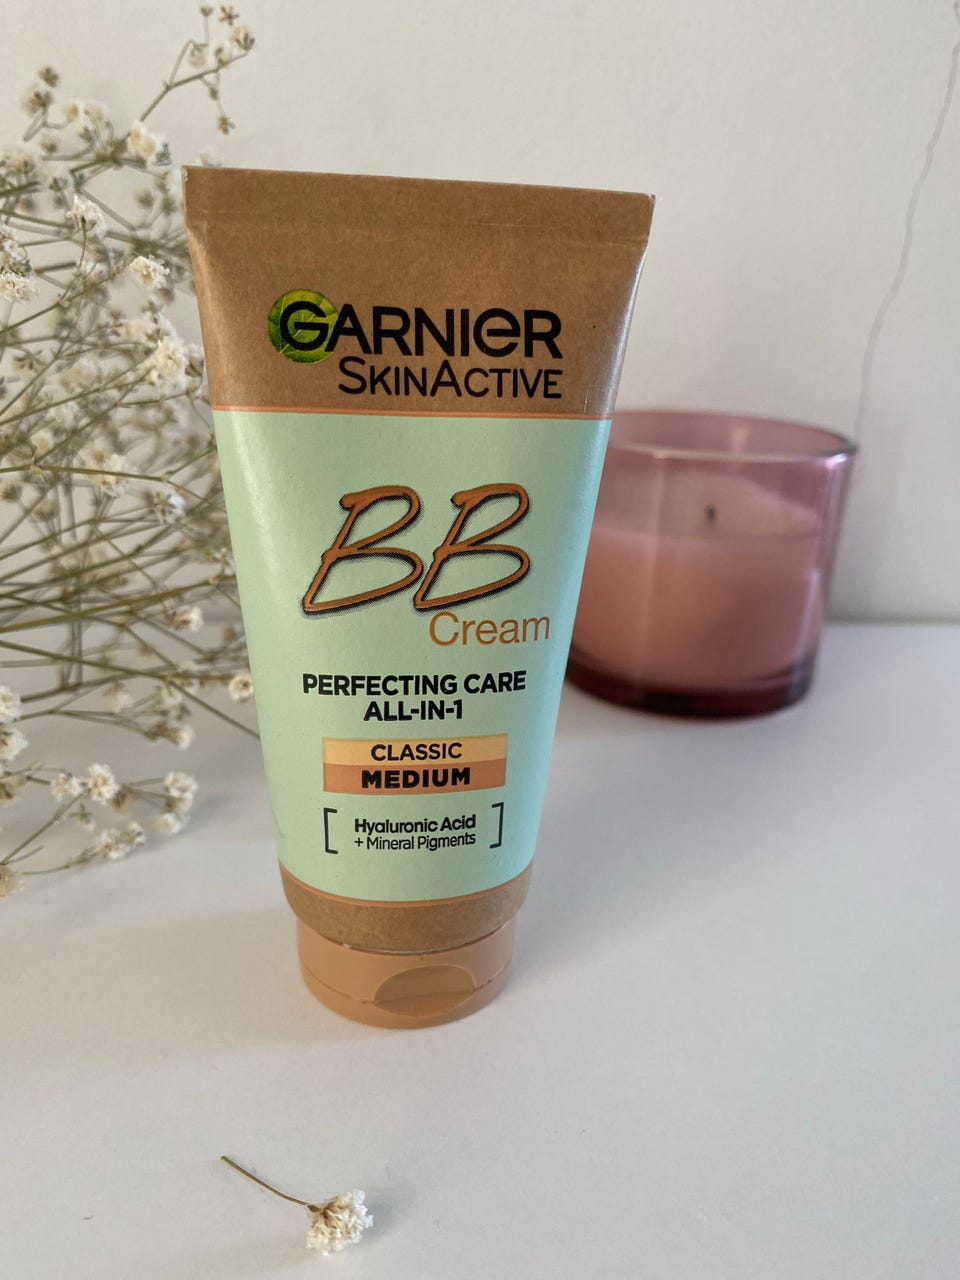 GARNIER
SKINACTIVE
BB
Cream
PERFECTING CARE
ALL-IN-1
CLASSIC
MEDIUM
[ Hyaluronic Acid
+ Mineral Pigments ]